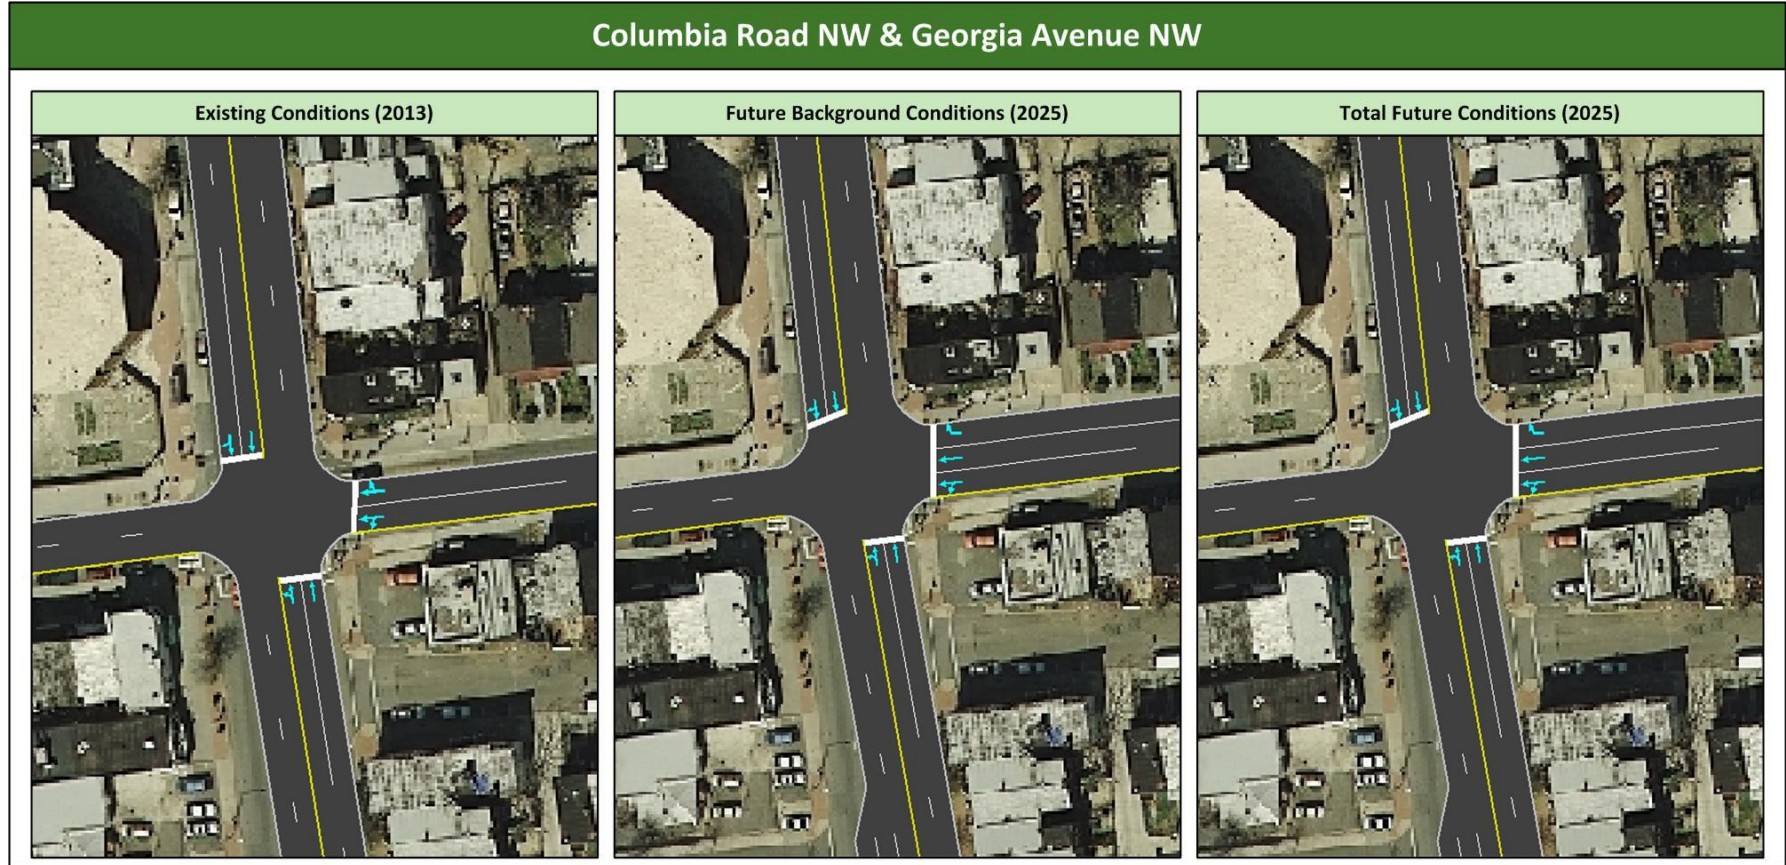 Columbia Road NW & Georgia Avenue NW
Existing Conditions (2013)
Future Background Conditions (2025)
Total Future Conditions (2025)